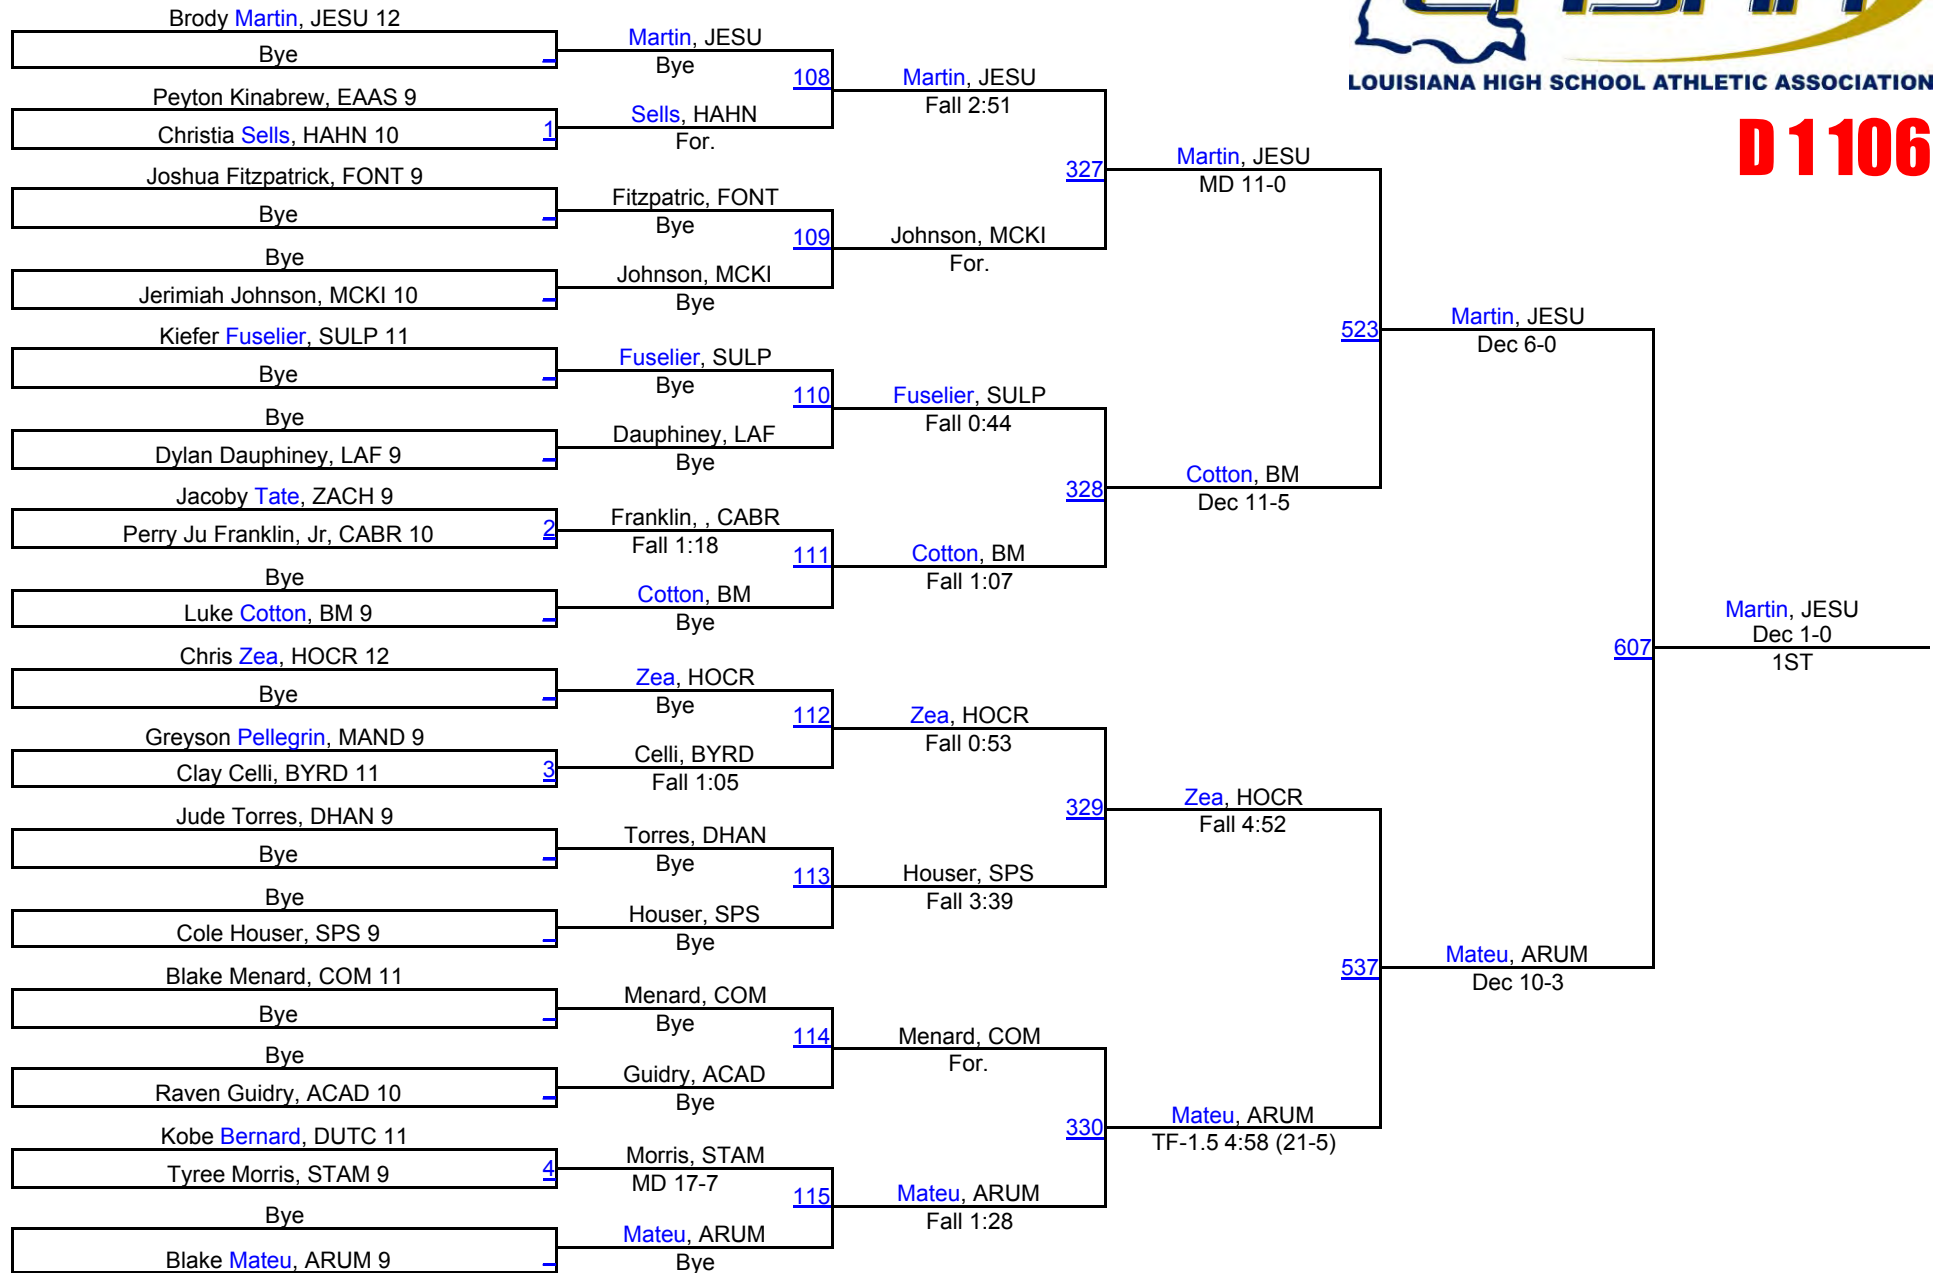 LHSAA
LOUISIANA HIGH SCHOOL ATHLETIC ASSOCIATION
D 1 106
Brody Martin, JESU 12
Bye
Peyton Kinabrew, EAAS 9
Christia Sells, HAHN 10
1
Joshua Fitzpatrick, FONT 9
Bye
Bye
Jerimiah Johnson, MCKI 10
Kiefer Fuselier, SULP 11
Bye
Bye
Dylan Dauphiney, LAF 9
Jacoby Tate, ZACH 9
Perry Ju Franklin, Jr, CABR 10
2
Bye
Luke Cotton, BM 9
Chris Zea, HOCR 12
Bye
Greyson Pellegrin, MAND 9
Clay Celli, BYRD 11
3
Jude Torres, DHAN 9
Bye
Bye
Cole Houser, SPS 9
Blake Menard, COM 11
Bye
Bye
Raven Guidry, ACAD 10
Kobe Bernard, DUTC 11
Tyree Morris, STAM 9
4
Bye
Blake Mateu, ARUM 9
Martin, JESU
Bye
108
Sells, HAHN
For.
Fitzpatric, FONT
Bye
109
Johnson, MCKI
Bye
Fuselier, SULP
Bye
110
Dauphiney, LAF
Bye
Franklin, , CABR
Fall 1:18
111
Cotton, BM
Bye
Zea, HOCR
Bye
112
Celli, BYRD
Fall 1:05
Torres, DHAN
Bye
113
Houser, SPS
Bye
Menard, COM
Bye
114
Guidry, ACAD
Bye
Morris, STAM
MD 17-7
115
Mateu, ARUM
Bye
Martin, JESU
Fall 2:51
327
Johnson, MCKI
For.
Fuselier, SULP
Fall 0:44
328
Cotton, BM
Fall 1:07
Zea, HOCR
Fall 0:53
329
Houser, SPS
Fall 3:39
Menard, COM
For.
330
Mateu, ARUM
Fall 1:28
Martin, JESU
MD 11-0
523
Cotton, BM
Dec 11-5
Zea, HOCR
Fall 4:52
537
Mateu, ARUM
TF-1.5 4:58 (21-5)
Martin, JESU
Dec 6-0
607
Mateu, ARUM
Dec 10-3
Martin, JESU
Dec 1-0
1ST